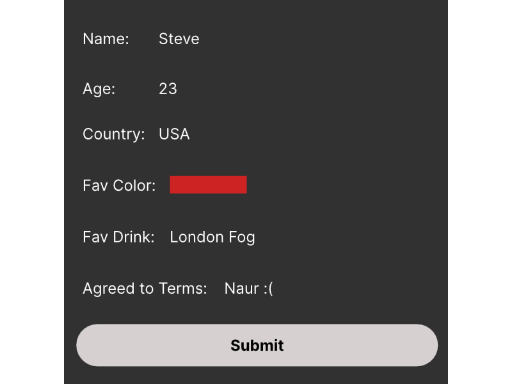 Name: Steve
Age: 23
Country: USA
Fav Color:
Fav Drink: London Fog
Agreed to Terms: Naur :(
Submit